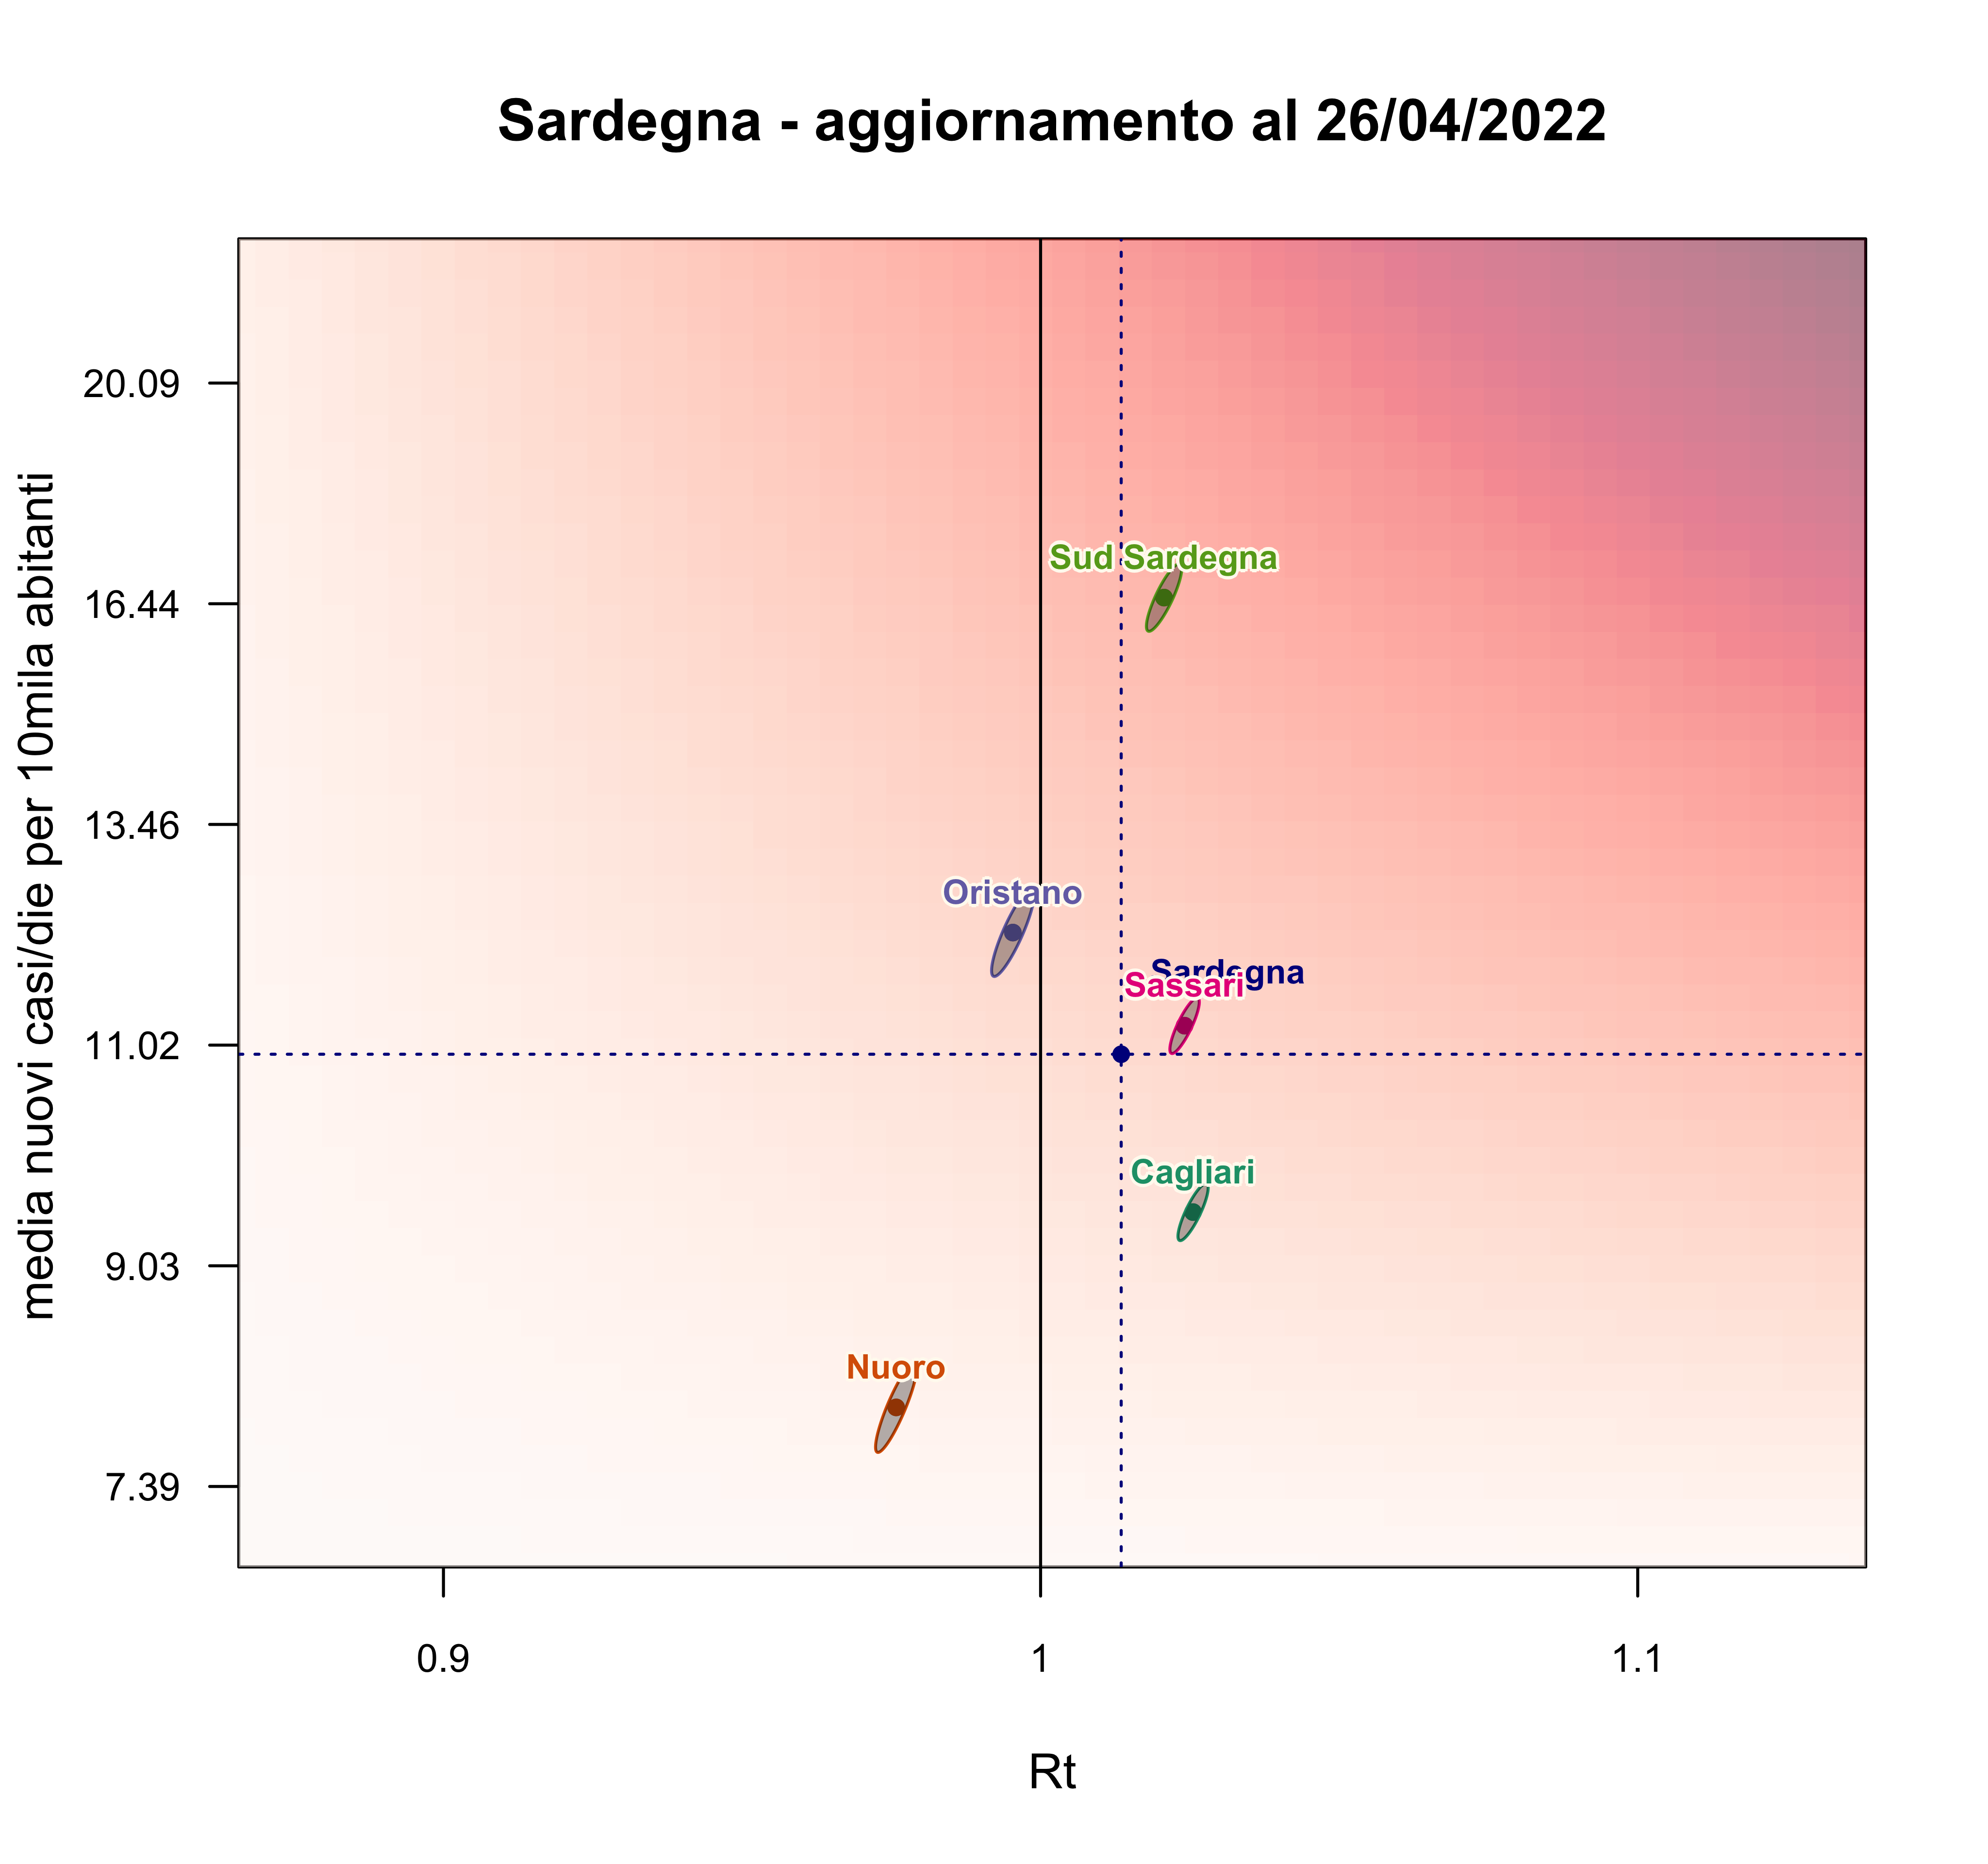 Sardegna - aggiornamento al 26/04/2022
media nuovi casi/die per 10mila abitanti
20.09
16.44
13.46
11.02
9.03
7.39
Sud Sardegna
Oristano
Sardegna
Sassari
Cagliari
Nuoro
0.9
1
1.1
Rt